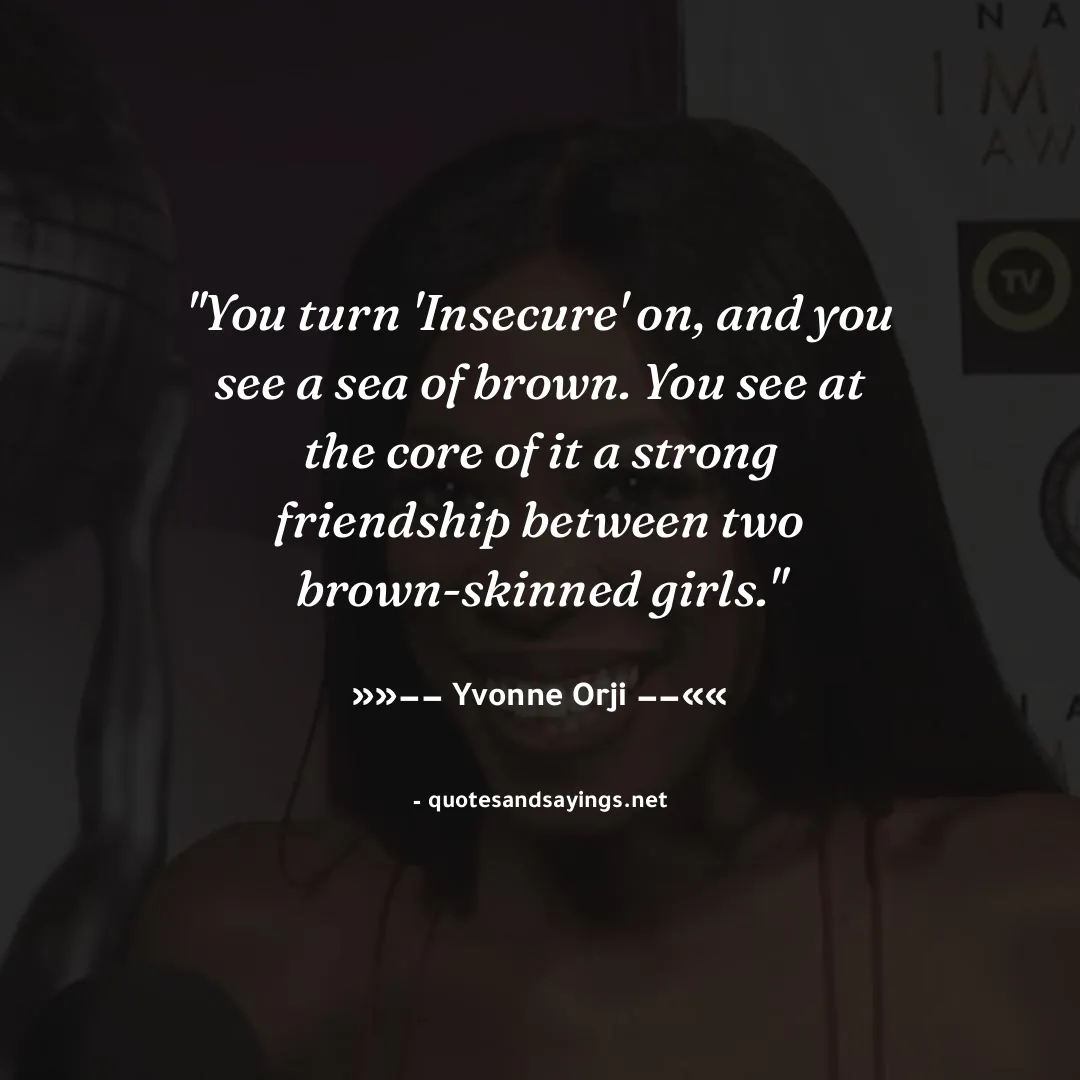 N A
I M
A W
TV
"You turn 'Insecure' on, and you
see a sea of brown. You see at
the core of it a strong
friendship between two
brown-skinned girls."
»»−− Yvonne Orji −−««
- quotesandsayings.net